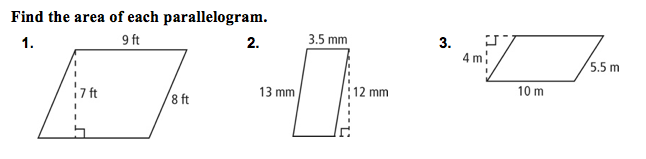 Find the area of each parallelogram.
1. 9 ft 2. 3.5 mm 3.
4 m
5.5 m
7 ft 8 ft 13 mm 12 mm 10 m